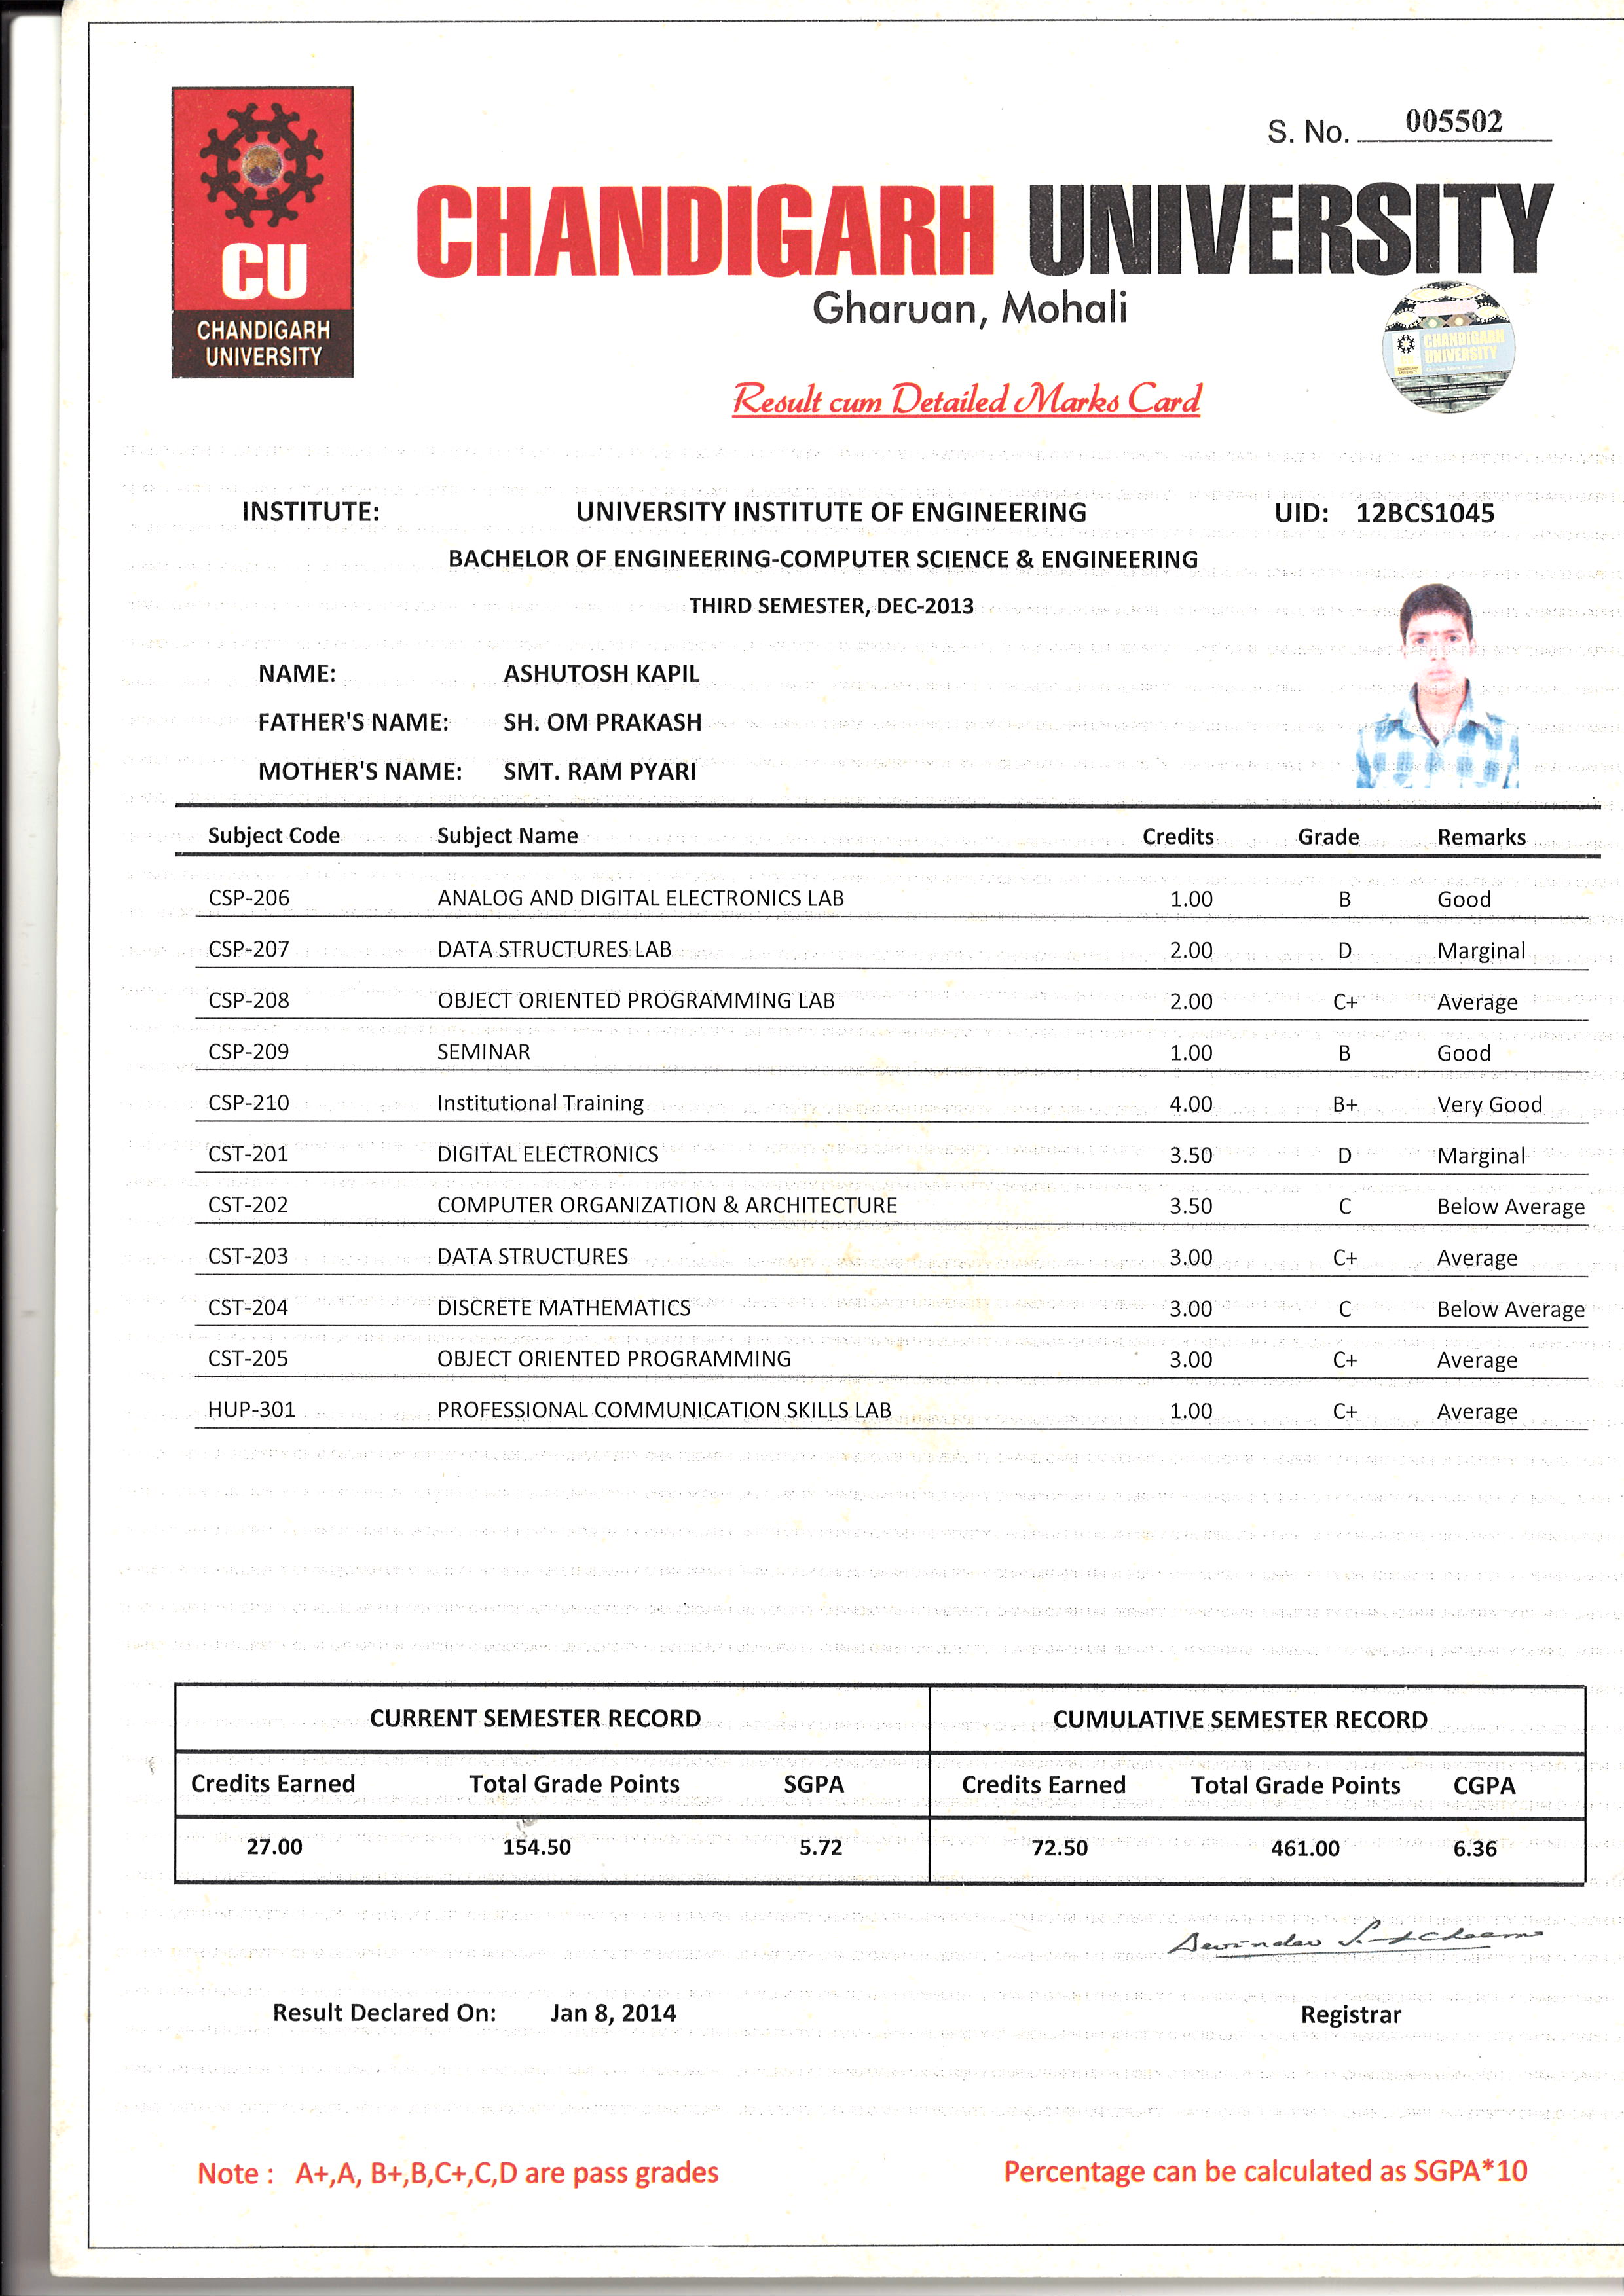 S. No. 005502
CU
CHANDIGARH
UNIVERSITY
CHANDIGARH UNIVERSITY
Gharuan, Mohali
CHANDIGARH
UNIVERSITY
Result cum Detailed Marks Card
INSTITUTE: UNIVERSITY INSTITUTE OF ENGINEERING UID: 12BCS1045
BACHELOR OF ENGINEERING-COMPUTER SCIENCE & ENGINEERING
THIRD SEMESTER, DEC-2013
NAME: ASHUTOSH KAPIL
FATHER'S NAME: SH. OM PRAKASH
MOTHER'S NAME: SMT. RAM PYARI
Subject Code Subject Name Credits Grade Remarks
CSP-206 ANALOG AND DIGITAL ELECTRONICS LAB 1.00 B Good
CSP-207 DATA STRUCTURES LAB 2.00 D Marginal
CSP-208 OBJECT ORIENTED PROGRAMMING LAB 2.00 C+ Average
CSP-209 SEMINAR 1.00 B Good
CSP-210 Institutional Training 4.00 B+ Very Good
CST-201 DIGITAL ELECTRONICS 3.50 D Marginal
CST-202 COMPUTER ORGANIZATION & ARCHITECTURE 3.50 C Below Average
CST-203 DATA STRUCTURES 3.00 C+ Average
CST-204 DISCRETE MATHEMATICS 3.00 C Below Average
CST-205 OBJECT ORIENTED PROGRAMMING 3.00 C+ Average
HUP-301 PROFESSIONAL COMMUNICATION SKILLS LAB 1.00 C+ Average
CURRENT SEMESTER RECORD CUMULATIVE SEMESTER RECORD
Credits Earned Total Grade Points SGPA Credits Earned Total Grade Points CGPA
27.00 154.50 5.72 72.50 461.00 6.36
Result Declared On: Jan 8, 2014 Registrar
Note : A+,A, B+,B,C+,C,D are pass grades Percentage can be calculated as SGPA*10